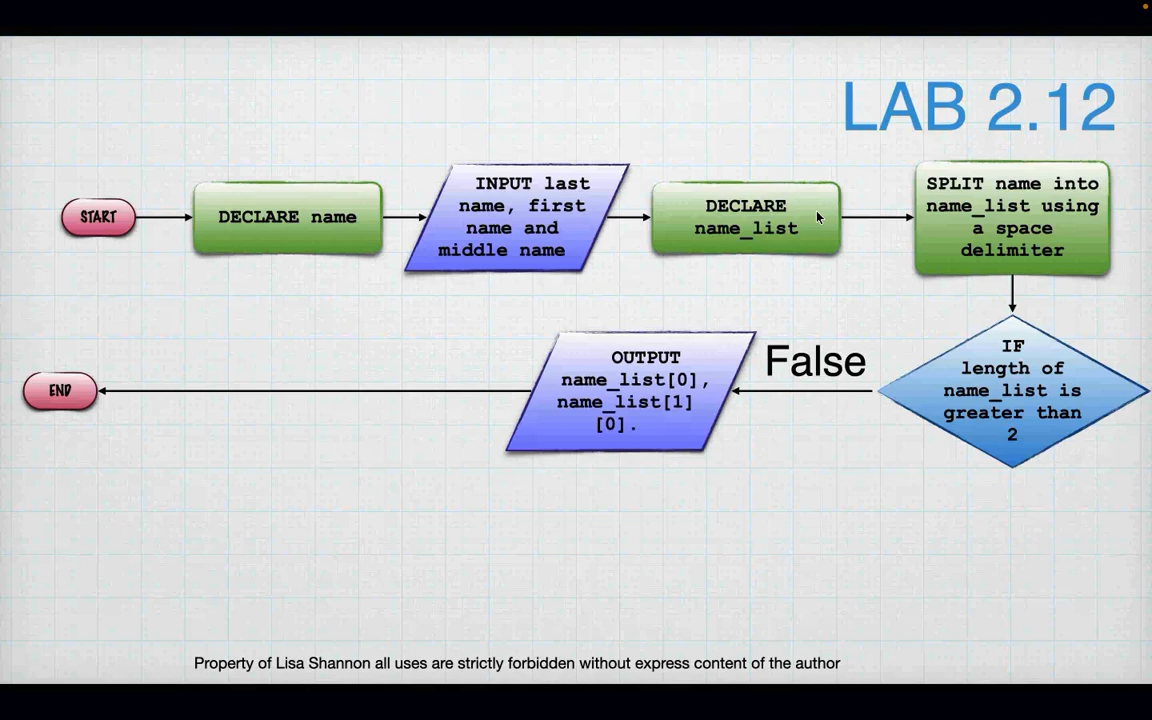 LAB 2.12
START
DECLARE name
INPUT last
name, first
name and
middle name
DECLARE
name_list
SPLIT name into
name_list using
a space
delimiter
IF
length of
name_list is
greater than
2
False
OUTPUT
name_list[0],
name_list[1]
[0].
END
Property of Lisa Shannon all uses are strictly forbidden without express content of the author